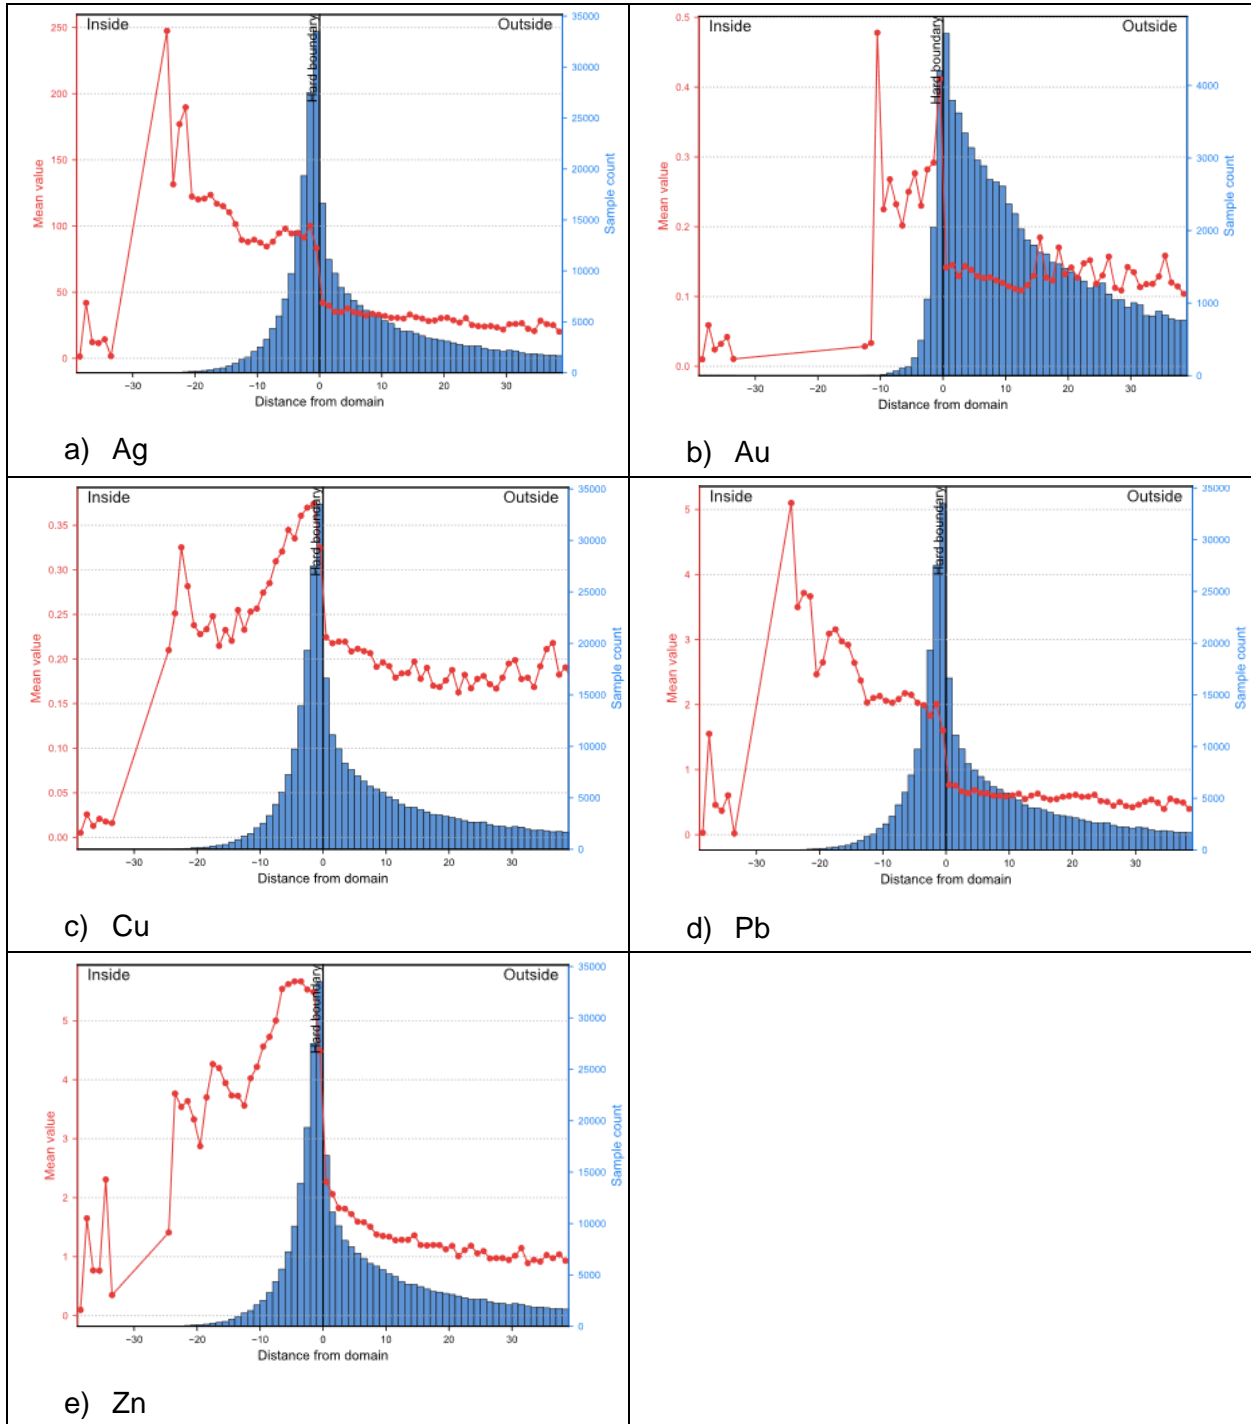 Inside
Outside
Hard boundary
250
200
150
100
50
0
Mean value
35000
30000
25000
20000
15000
10000
5000
0
Sample count
−30 −20 −10 0 10 20 30
Distance from domain
a) Ag
Inside
Outside
Hard boundary
0.5
0.4
0.3
0.2
0.1
0.0
Mean value
4000
3000
2000
1000
0
Sample count
−30 −20 −10 0 10 20 30
Distance from domain
b) Au
Inside
Outside
Hard boundary
0.35
0.30
0.25
0.20
0.15
0.10
0.05
0.00
Mean value
35000
30000
25000
20000
15000
10000
5000
0
Sample count
−30 −20 −10 0 10 20 30
Distance from domain
c) Cu
Inside
Outside
Hard boundary
5
4
3
2
1
0
Mean value
35000
30000
25000
20000
15000
10000
5000
0
Sample count
−30 −20 −10 0 10 20 30
Distance from domain
d) Pb
Inside
Outside
Hard boundary
5
4
3
2
1
0
Mean value
35000
30000
25000
20000
15000
10000
5000
0
Sample count
−30 −20 −10 0 10 20 30
Distance from domain
e) Zn